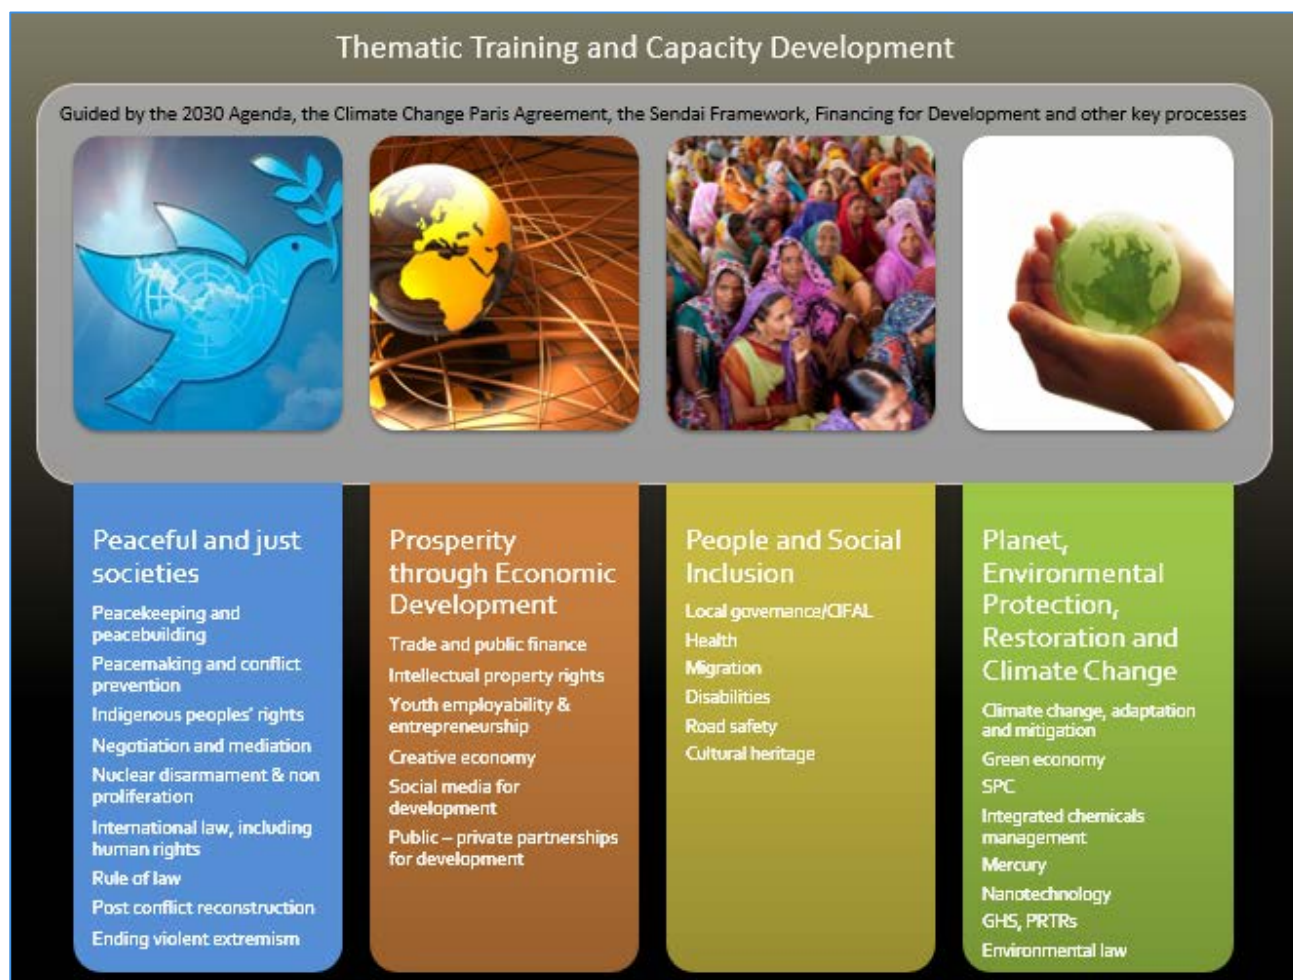 Thematic Training and Capacity Development
Guided by the 2030 Agenda, the Climate Change Paris Agreement, the Sendai Framework, Financing for Development and other key processes
Peaceful and just
societies
Peacekeeping and
peacebuilding
Peacemaking and conflict
prevention
Indigenous peoples' rights
Negotiation and mediation
Nuclear disarmament & non
proliferation
International law, including
human rights
Rule of law
Post conflict reconstruction
Ending violent extremism
Prosperity
through Economic
Development
Trade and public finance
Intellectual property rights
Youth employability &
entrepreneurship
Creative economy
Social media for
development
Public – private partnerships
for development
People and Social
Inclusion
Local governance/CIFAL
Health
Migration
Disabilities
Road safety
Cultural heritage
Planet,
Environmental
Protection,
Restoration and
Climate Change
Climate change, adaptation
and mitigation
Green economy
SPC
Integrated chemicals
management
Mercury
Nanotechnology
GHS, PRTRs
Environmental law